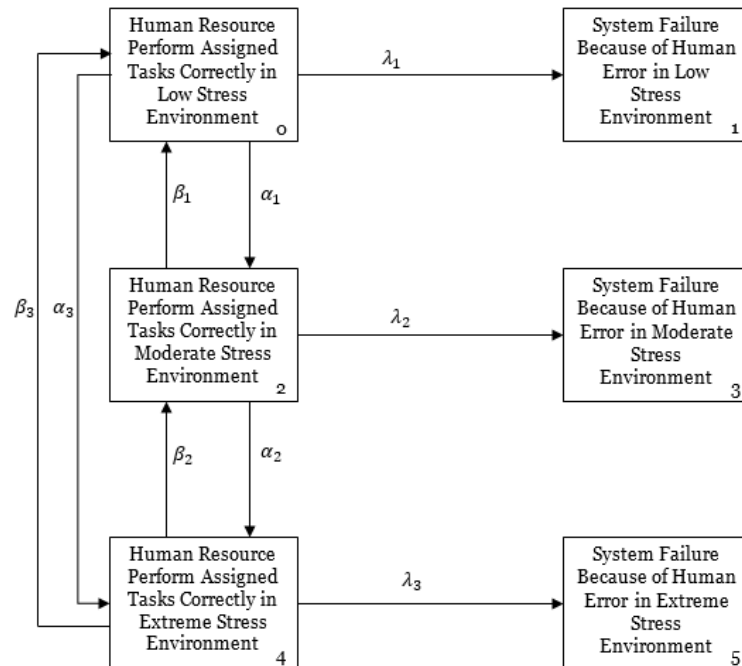 Human Resource
Perform Assigned
Tasks Correctly in
Low Stress
Environment
0
λ₁
System Failure
Because of Human
Error in Low
Stress
Environment
1
β₁
α₁
β₃
α₃
Human Resource
Perform Assigned
Tasks Correctly in
Moderate Stress
Environment
2
λ₂
System Failure
Because of Human
Error in Moderate
Stress
Environment
3
β₂
α₂
Human Resource
Perform Assigned
Tasks Correctly in
Extreme Stress
Environment
4
λ₃
System Failure
Because of Human
Error in Extreme
Stress
Environment
5